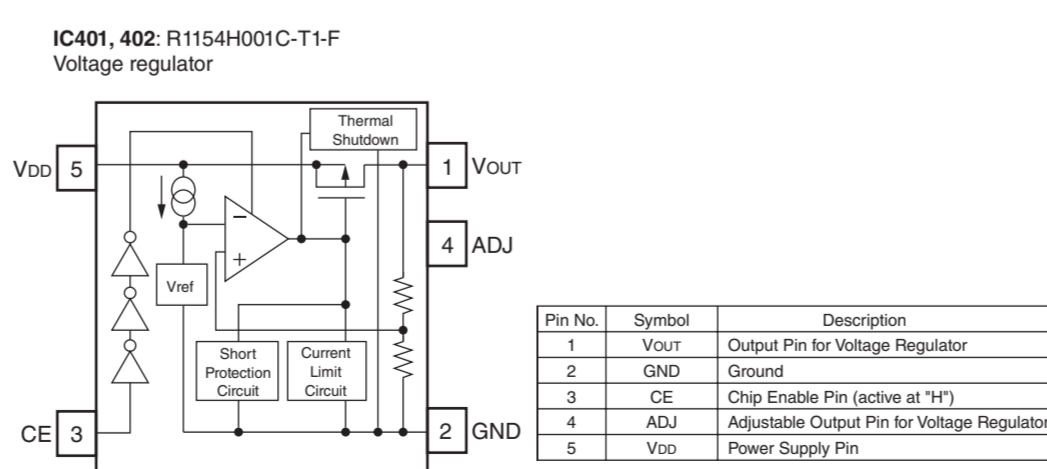 IC401, 402: R1154H001C-T1-F
Voltage regulator
Thermal
Shutdown
VDD 5
1 VOUT
4 ADJ
−
+
Vref
Short
Protection
Circuit
Current
Limit
Circuit
CE 3
2 GND
Pin No. Symbol Description
1 VOUT Output Pin for Voltage Regulator
2 GND Ground
3 CE Chip Enable Pin (active at "H")
4 ADJ Adjustable Output Pin for Voltage Regulator
5 VDD Power Supply Pin